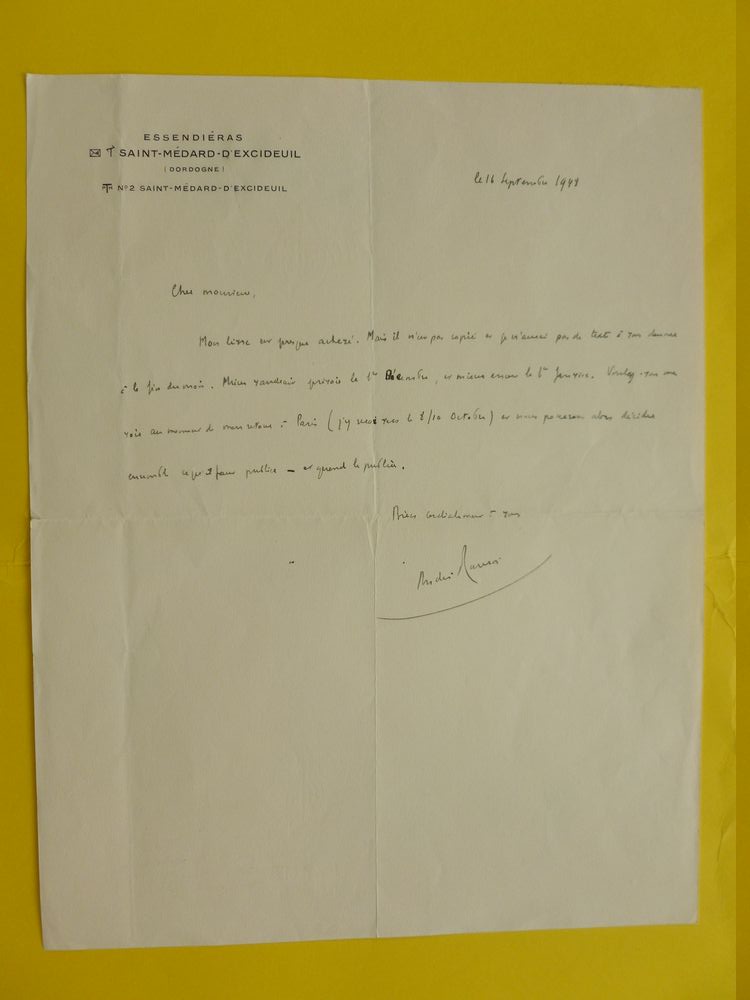 ESSENDIÉRAS
SAINT-MÉDARD-D'EXCIDEUIL
(DORDOGNE)
Nº2 SAINT-MÉDARD-D'EXCIDEUIL
le 16 Septembre 1948
Cher monsieur,
Mon livre est presque achevé. Mais il n'est pas copié et je n'aurai pas de texte à vous donner
à la fin du mois. Mieux vaudrait prévoir le 1er Décembre, et mieux encore le 1er Janvier. Voulez-vous me
voir au moment de mon retour à Paris (j'y serai vers le 8/10 Octobre) et nous pourrons alors décider
ensemble ce qu'il faut publier — et quand le publier.
Bien cordialement à vous
André Maurois